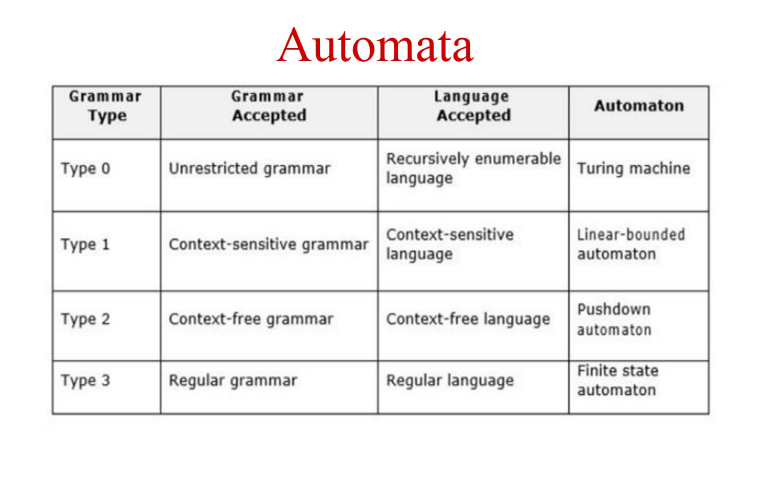 Automata
Grammar
Type
Grammar
Accepted
Language
Accepted
Automaton
Type 0
Unrestricted grammar
Recursively enumerable
language
Turing machine
Type 1
Context-sensitive grammar
Context-sensitive
language
Linear-bounded
automaton
Type 2
Context-free grammar
Context-free language
Pushdown
automaton
Type 3
Regular grammar
Regular language
Finite state
automaton